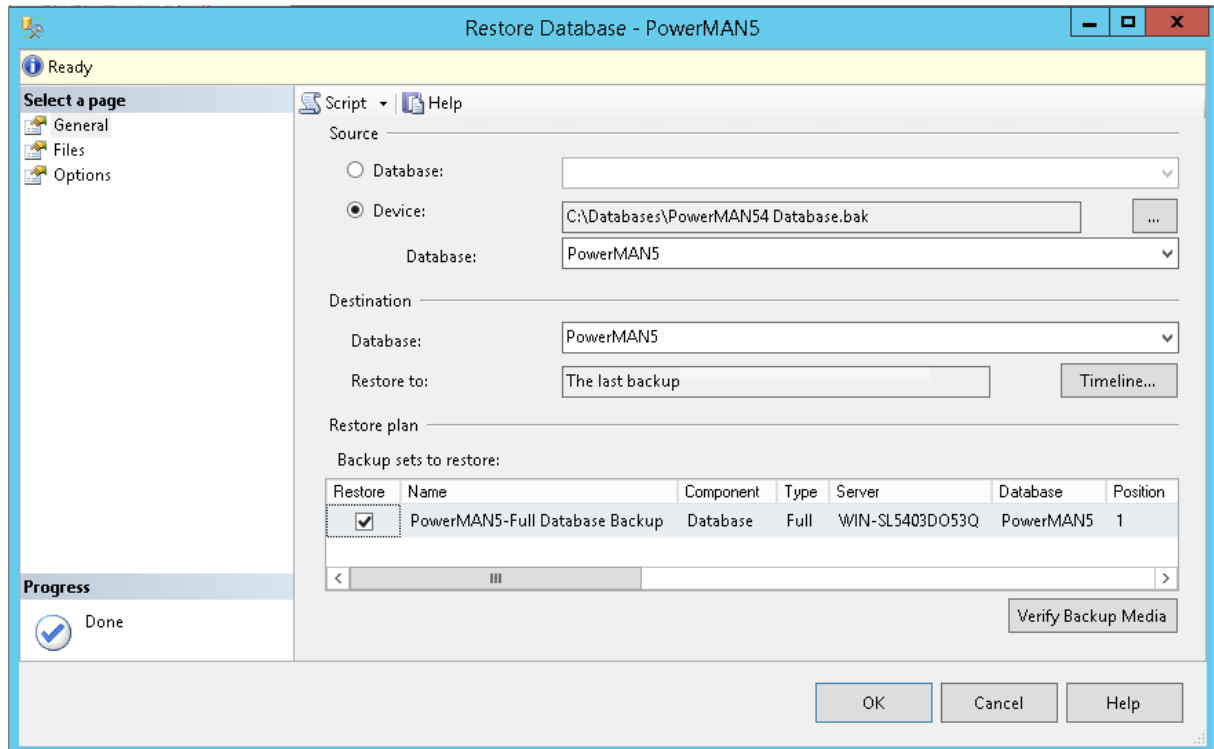 Restore Database - PowerMAN5
x
Ready
Select a page
General
Files
Options
Script Help
Source
Database:
Device: C:\Databases\PowerMAN54 Database.bak ...
Database: PowerMAN5
Destination
Database: PowerMAN5
Restore to: The last backup Timeline...
Restore plan
Backup sets to restore:
Restore Name Component Type Server Database Position
PowerMAN5-Full Database Backup Database Full WIN-SL5403DO53Q PowerMAN5 1
Verify Backup Media
Progress
Done
OK Cancel Help